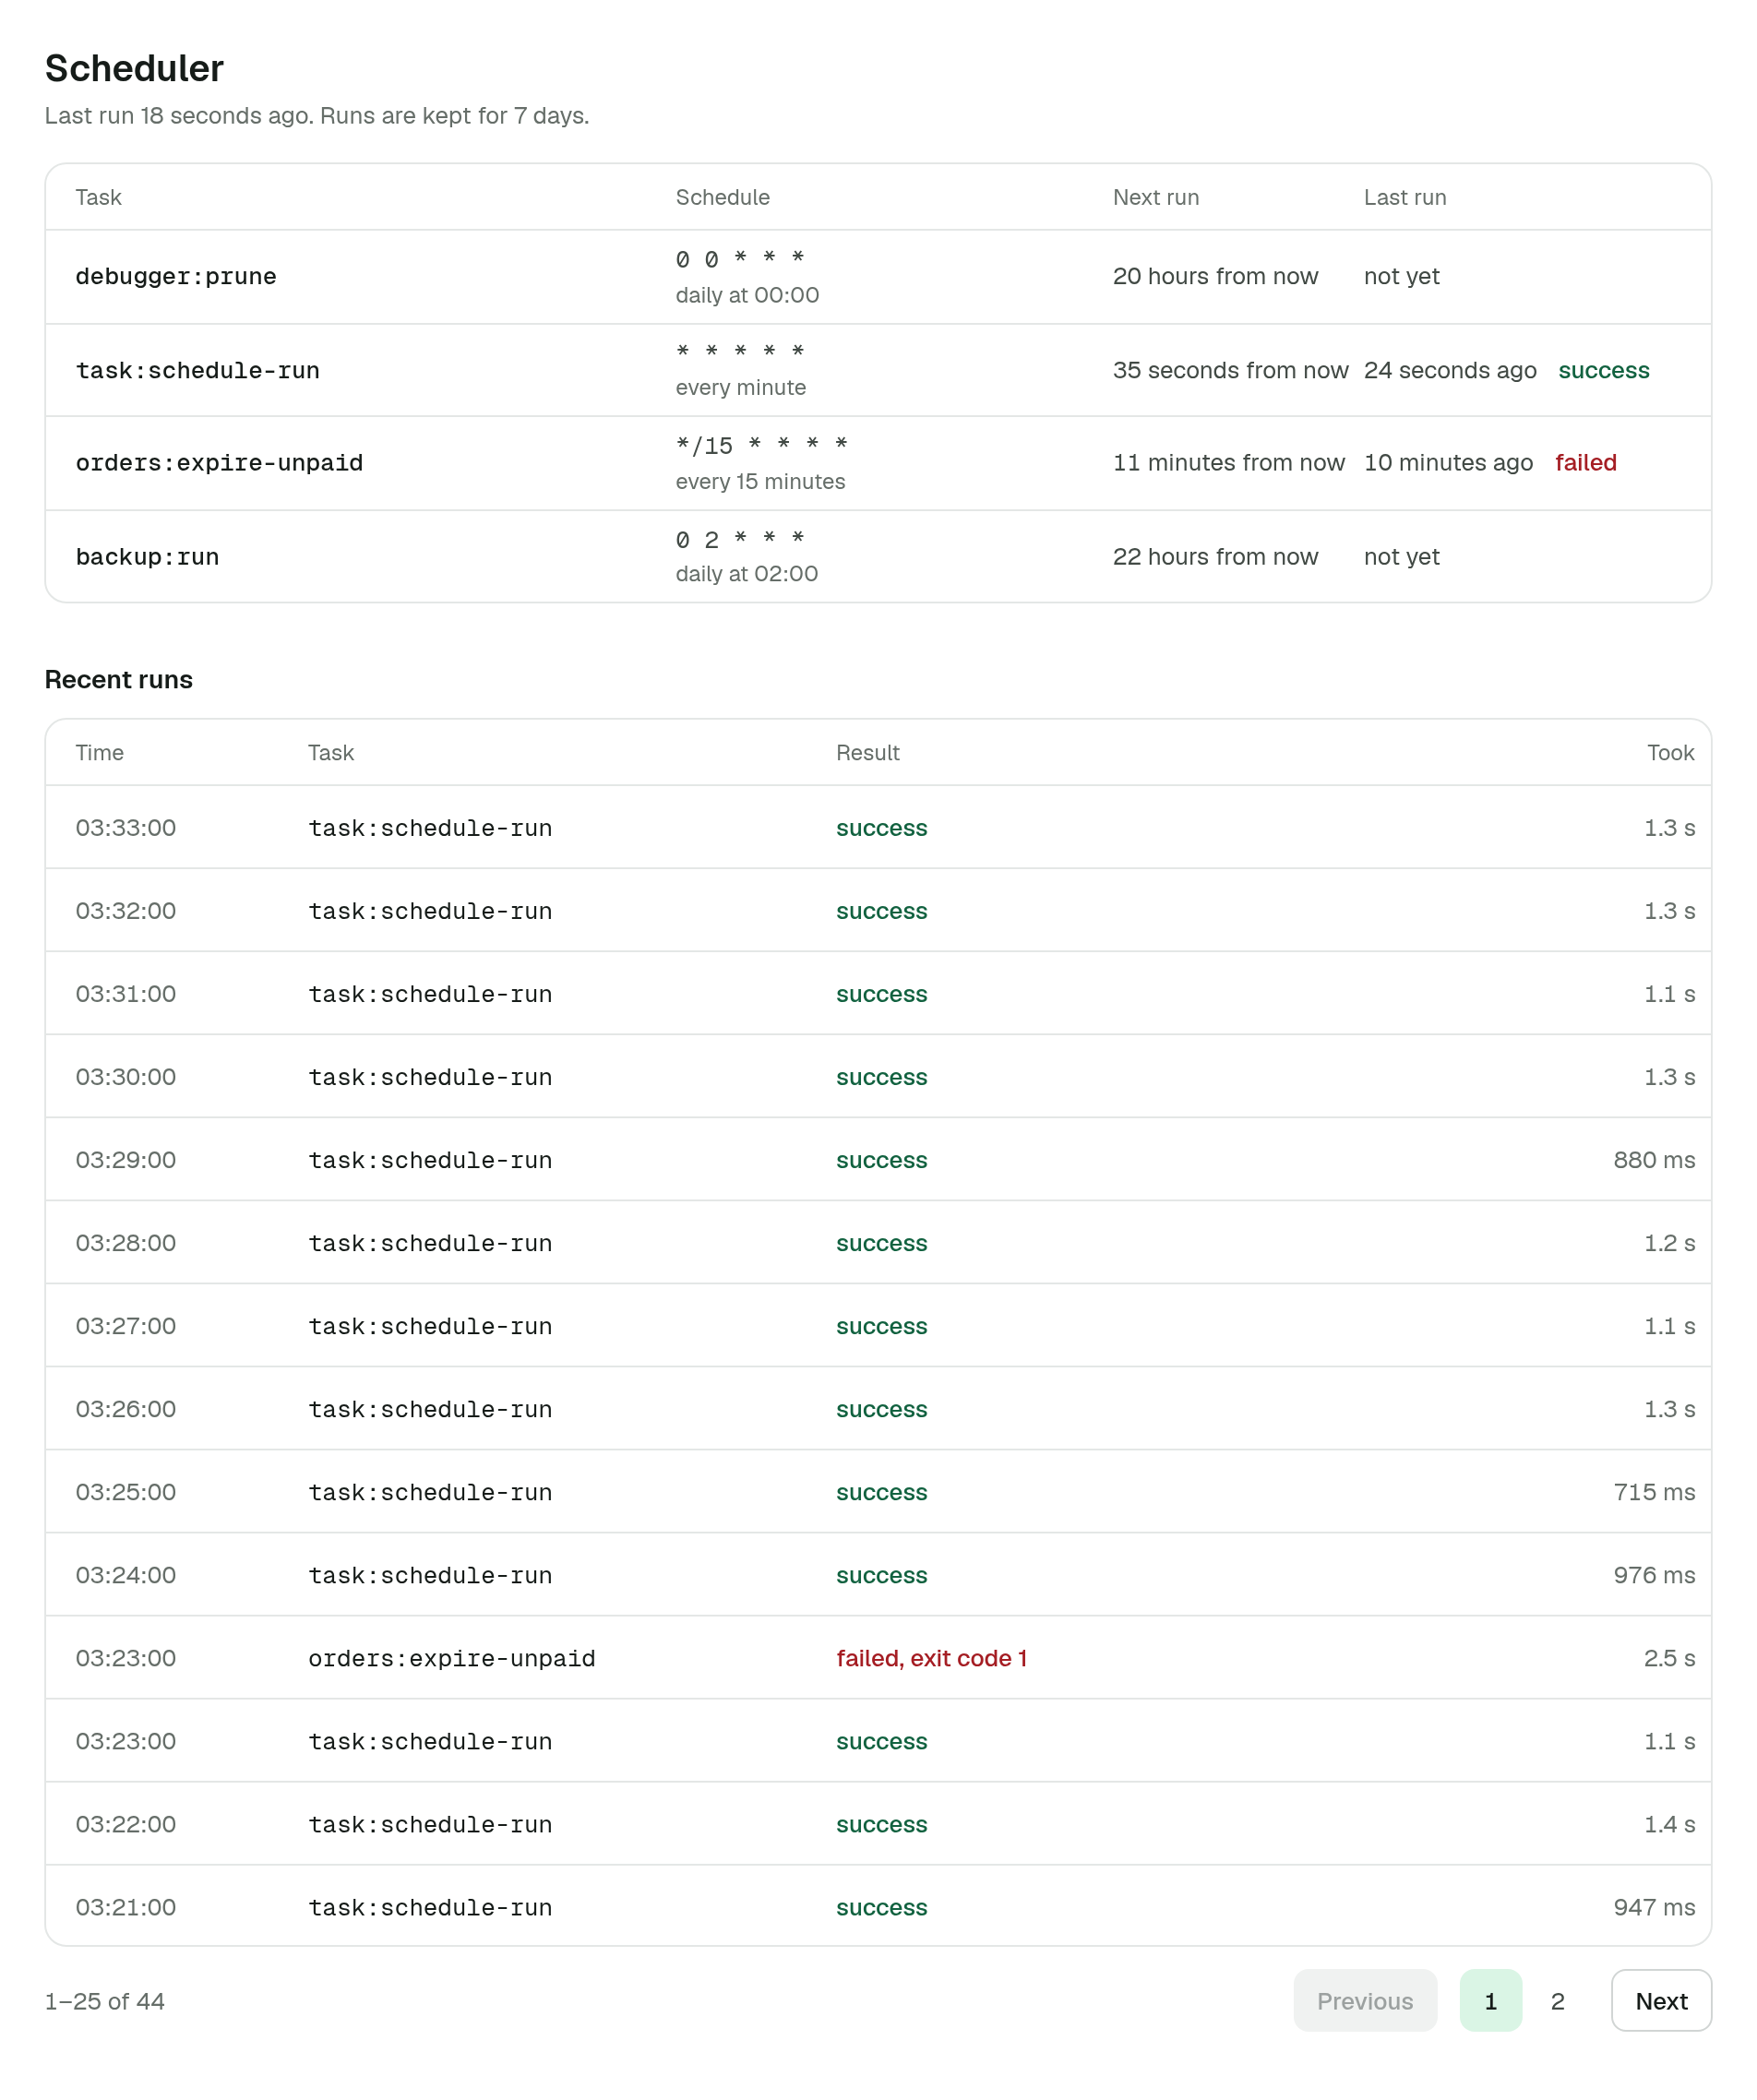 Scheduler
Last run 18 seconds ago. Runs are kept for 7 days.
Task Schedule Next run Last run
debugger:prune 0 0 * * * 20 hours from now not yet
daily at 00:00
task:schedule-run * * * * * 35 seconds from now 24 seconds ago success
every minute
orders:expire-unpaid */15 * * * * 11 minutes from now 10 minutes ago failed
every 15 minutes
backup:run 0 2 * * * 22 hours from now not yet
daily at 02:00
Recent runs
Time Task Result Took
03:33:00 task:schedule-run success 1.3 s
03:32:00 task:schedule-run success 1.3 s
03:31:00 task:schedule-run success 1.1 s
03:30:00 task:schedule-run success 1.3 s
03:29:00 task:schedule-run success 880 ms
03:28:00 task:schedule-run success 1.2 s
03:27:00 task:schedule-run success 1.1 s
03:26:00 task:schedule-run success 1.3 s
03:25:00 task:schedule-run success 715 ms
03:24:00 task:schedule-run success 976 ms
03:23:00 orders:expire-unpaid failed, exit code 1 2.5 s
03:23:00 task:schedule-run success 1.1 s
03:22:00 task:schedule-run success 1.4 s
03:21:00 task:schedule-run success 947 ms
1–25 of 44 Previous 1 2 Next